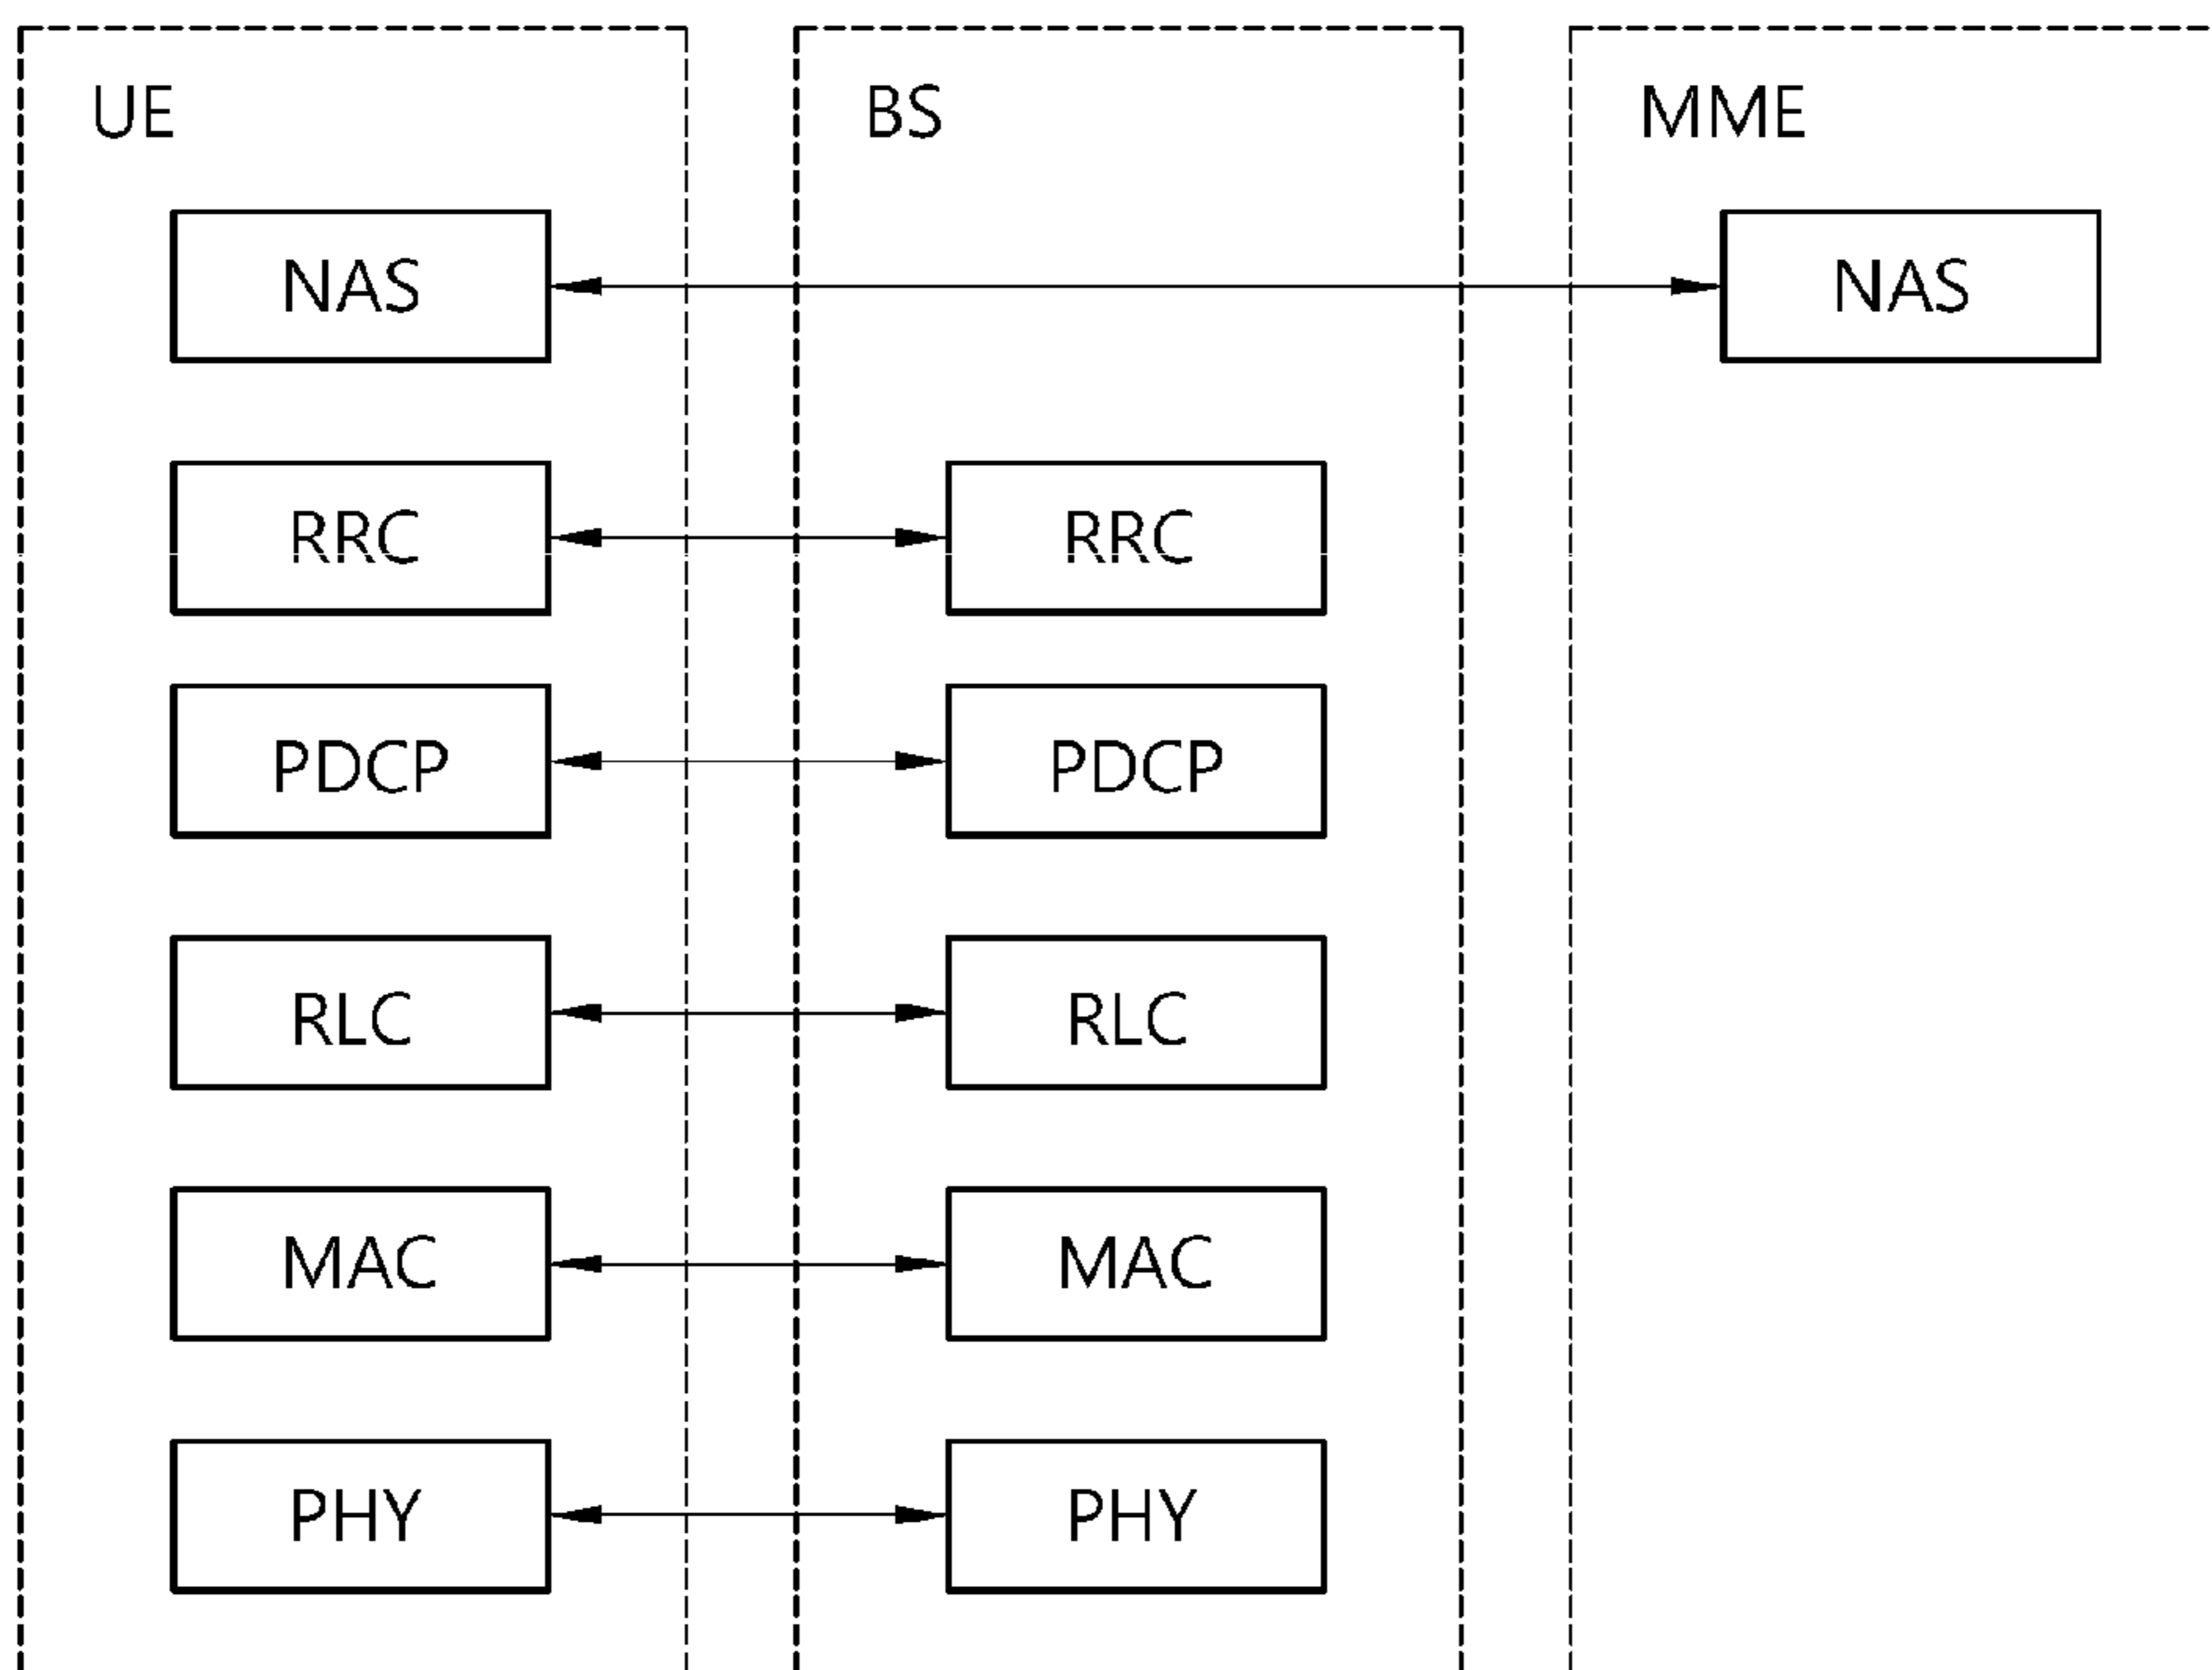 UE BS MME
NAS NAS
RRC RRC
PDCP PDCP
RLC RLC
MAC MAC
PHY PHY